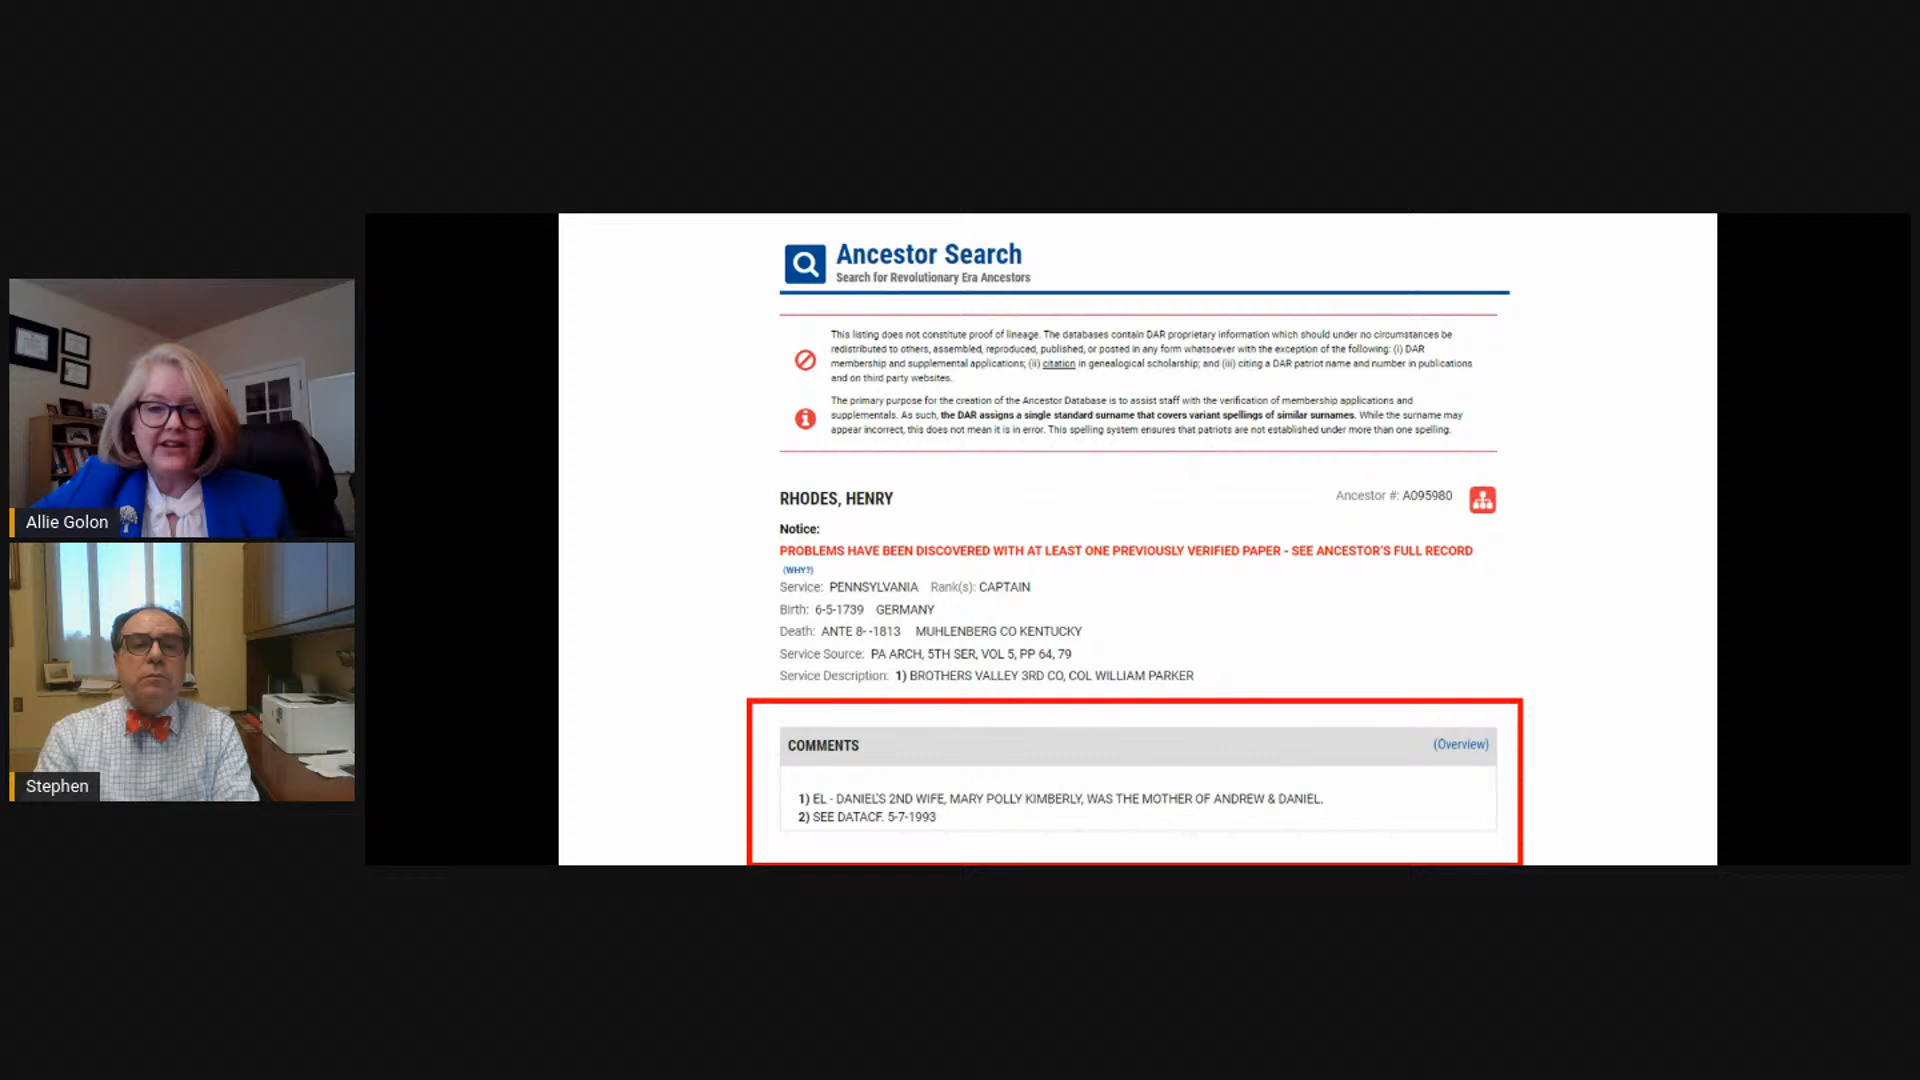 Ancestor Search
Search for Revolutionary Era Ancestors
This listing does not constitute proof of lineage. The databases contain DAR proprietary information which should under no circumstances be
redistributed to others, assembled, reproduced, published, or posted in any form whatsoever with the exception of the following: (i) DAR
membership and supplemental applications; (ii) citation in genealogical scholarship; and (iii) citing a DAR patriot name and number in publications
and on third party websites.
The primary purpose for the creation of the Ancestor Database is to assist staff with the verification of membership applications and
supplementals. As such, the DAR assigns a single standard surname that covers variant spellings of similar surnames. While the surname may
appear incorrect, this does not mean it is in error. This spelling system ensures that patriots are not established under more than one spelling.
RHODES, HENRY
Ancestor #: A095980
Notice:
PROBLEMS HAVE BEEN DISCOVERED WITH AT LEAST ONE PREVIOUSLY VERIFIED PAPER - SEE ANCESTOR'S FULL RECORD
(WHY?)
Service: PENNSYLVANIA Rank(s): CAPTAIN
Birth: 6-5-1739 GERMANY
Death: ANTE 8- -1813 MUHLENBERG CO KENTUCKY
Service Source: PA ARCH, 5TH SER, VOL 5, PP 64, 79
Service Description: 1) BROTHERS VALLEY 3RD CO, COL WILLIAM PARKER
COMMENTS
(Overview)
1) EL - DANIEL'S 2ND WIFE, MARY POLLY KIMBERLY, WAS THE MOTHER OF ANDREW & DANIEL.
2) SEE DATACF. 5-7-1993
Allie Golon
Stephen